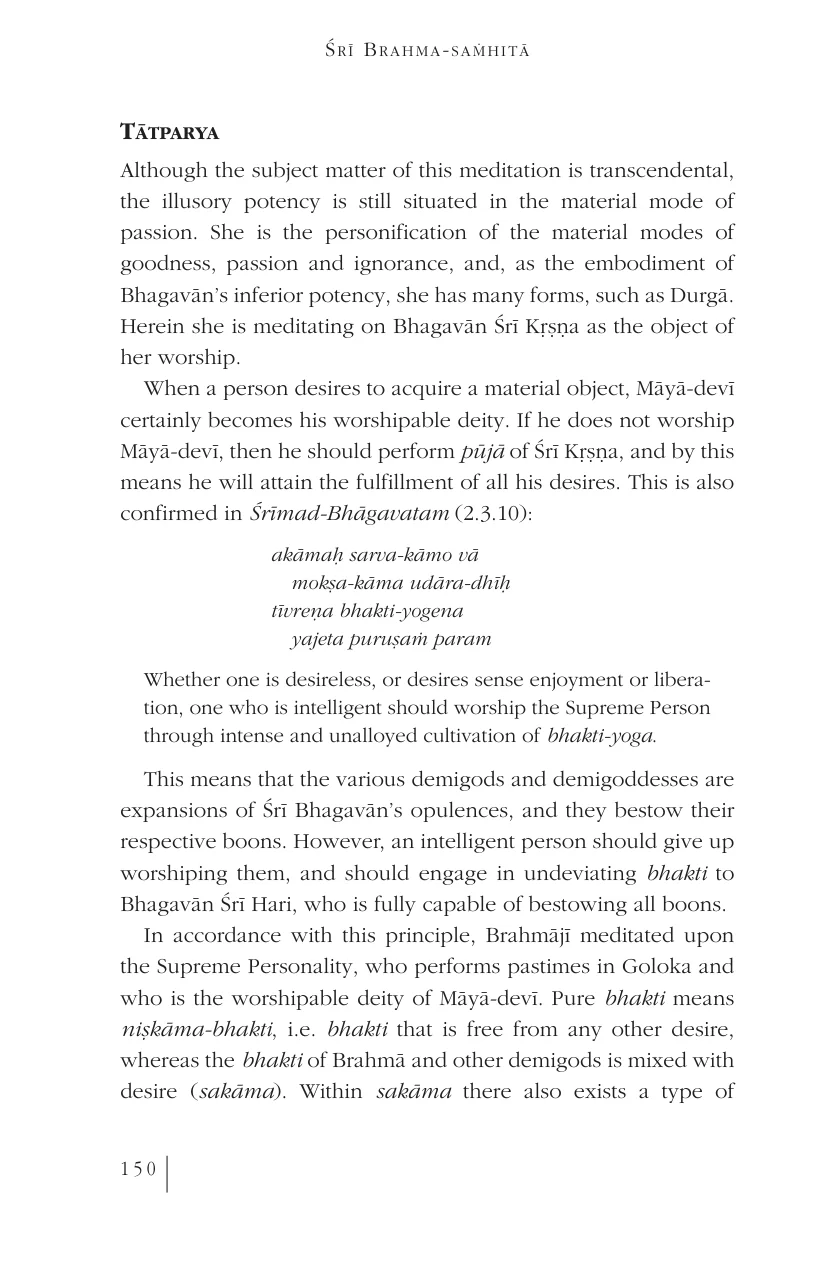 Śrī Brahma-saṁhitā
Tātparya
Although the subject matter of this meditation is transcendental,
the illusory potency is still situated in the material mode of
passion. She is the personification of the material modes of
goodness, passion and ignorance, and, as the embodiment of
Bhagavān’s inferior potency, she has many forms, such as Durgā.
Herein she is meditating on Bhagavān Śrī Kṛṣṇa as the object of
her worship.
When a person desires to acquire a material object, Māyā-devī
certainly becomes his worshipable deity. If he does not worship
Māyā-devī, then he should perform pūjā of Śrī Kṛṣṇa, and by this
means he will attain the fulfillment of all his desires. This is also
confirmed in Śrīmad-Bhāgavatam (2.3.10):
akāmaḥ sarva-kāmo vā
mokṣa-kāma udāra-dhīḥ
tīvreṇa bhakti-yogena
yajeta puruṣaṁ param
Whether one is desireless, or desires sense enjoyment or libera-
tion, one who is intelligent should worship the Supreme Person
through intense and unalloyed cultivation of bhakti-yoga.
This means that the various demigods and demigoddesses are
expansions of Śrī Bhagavān’s opulences, and they bestow their
respective boons. However, an intelligent person should give up
worshiping them, and should engage in undeviating bhakti to
Bhagavān Śrī Hari, who is fully capable of bestowing all boons.
In accordance with this principle, Brahmājī meditated upon
the Supreme Personality, who performs pastimes in Goloka and
who is the worshipable deity of Māyā-devī. Pure bhakti means
niṣkāma-bhakti, i.e. bhakti that is free from any other desire,
whereas the bhakti of Brahmā and other demigods is mixed with
desire (sakāma). Within sakāma there also exists a type of
150